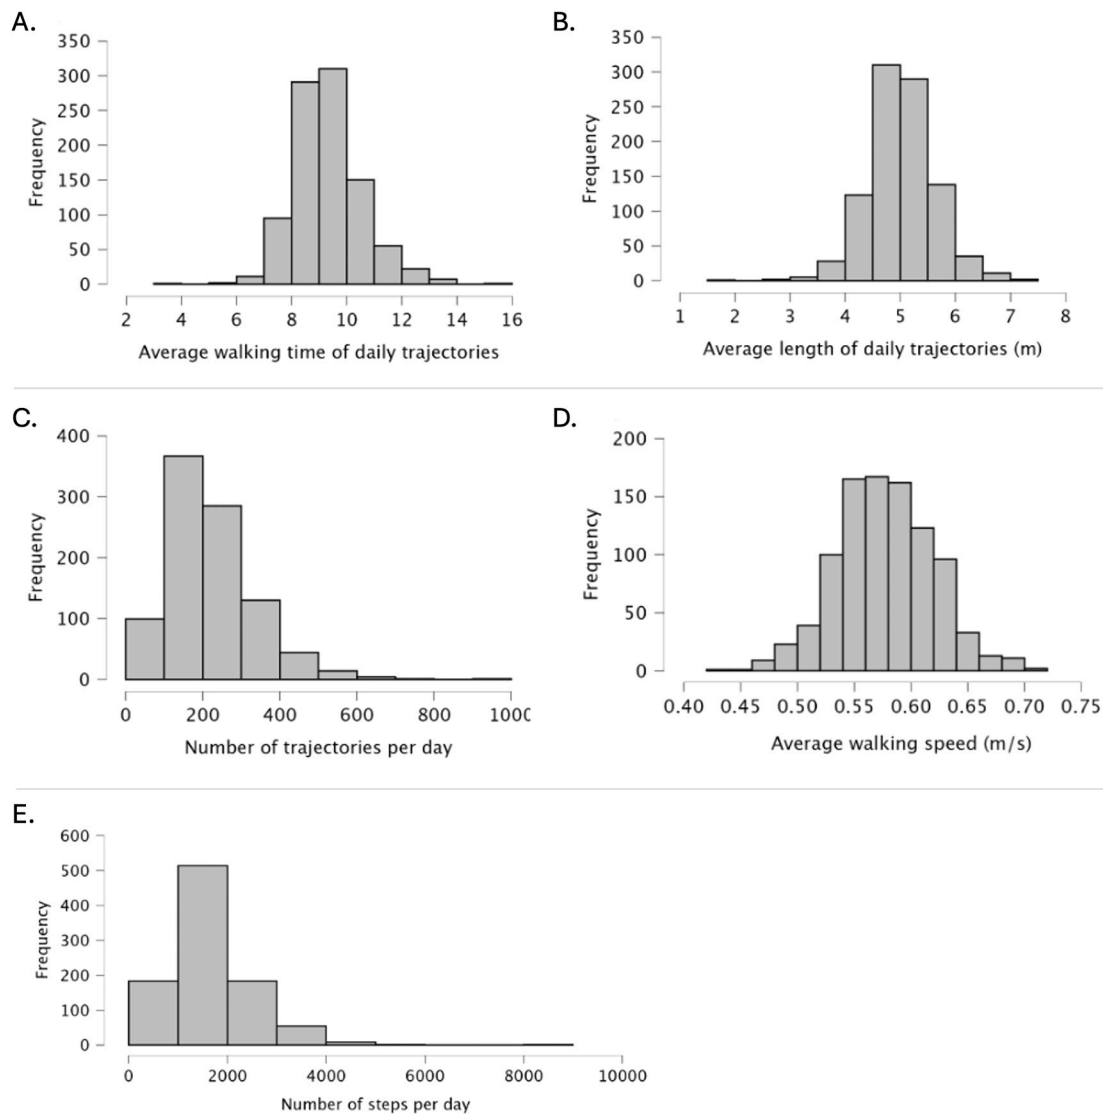 A.
350
300
250
200
150
100
50
0
Frequency
2 4 6 8 10 12 14 16
Average walking time of daily trajectories
B.
350
300
250
200
150
100
50
0
Frequency
1 2 3 4 5 6 7 8
Average length of daily trajectories (m)
C.
400
300
200
100
0
Frequency
0 200 400 600 800 1000
Number of trajectories per day
D.
200
150
100
50
0
Frequency
0.40 0.45 0.50 0.55 0.60 0.65 0.70 0.75
Average walking speed (m/s)
E.
600
500
400
300
200
100
0
Frequency
0 2000 4000 6000 8000 10000
Number of steps per day